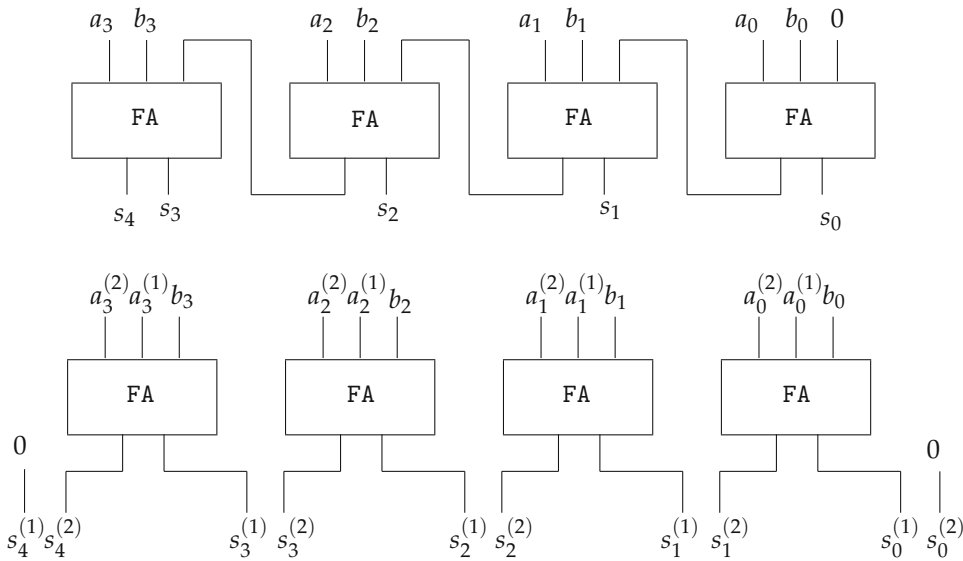 a₃ b₃ a₂ b₂ a₁ b₁ a₀ b₀ 0
FA FA FA FA
s₄ s₃ s₂ s₁ s₀
a₃⁽²⁾ a₃⁽¹⁾ b₃ a₂⁽²⁾ a₂⁽¹⁾ b₂ a₁⁽²⁾ a₁⁽¹⁾ b₁ a₀⁽²⁾ a₀⁽¹⁾ b₀
FA FA FA FA
0 0
s₄⁽¹⁾ s₄⁽²⁾ s₃⁽¹⁾ s₃⁽²⁾ s₂⁽¹⁾ s₂⁽²⁾ s₁⁽¹⁾ s₁⁽²⁾ s₀⁽¹⁾ s₀⁽²⁾